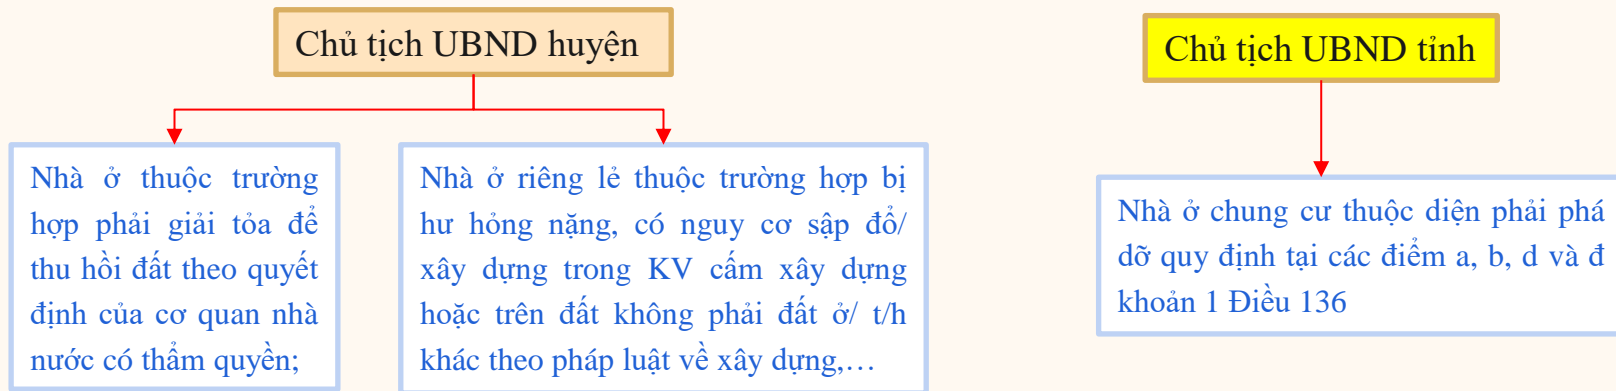 Chủ tịch UBND huyện
Nhà ở thuộc trường
hợp phải giải tỏa để
thu hồi đất theo quyết
định của cơ quan nhà
nước có thẩm quyền;
Nhà ở riêng lẻ thuộc trường hợp bị
hư hỏng nặng, có nguy cơ sập đổ/
xây dựng trong KV cấm xây dựng
hoặc trên đất không phải đất ở/ t/h
khác theo pháp luật về xây dựng,…
Chủ tịch UBND tỉnh
Nhà ở chung cư thuộc diện phải phá
dỡ quy định tại các điểm a, b, d và đ
khoản 1 Điều 136